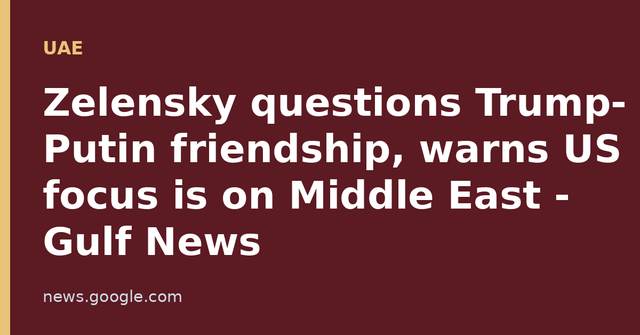 UAE
Zelensky questions Trump-
Putin friendship, warns US
focus is on Middle East -
Gulf News
news.google.com